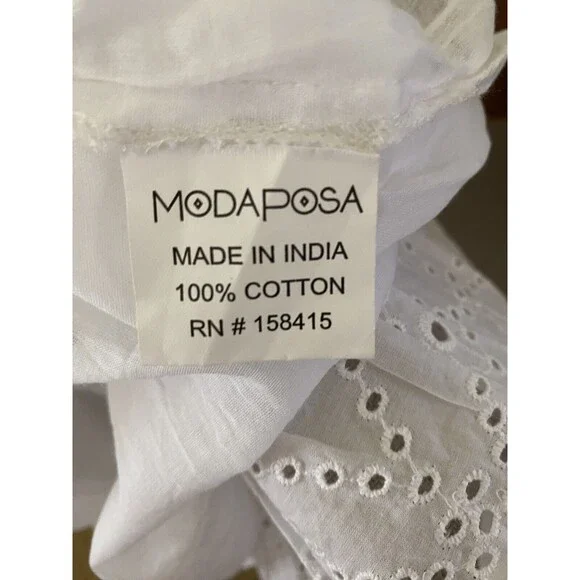 MODAPOSA
MADE IN INDIA
100% COTTON
RN # 158415